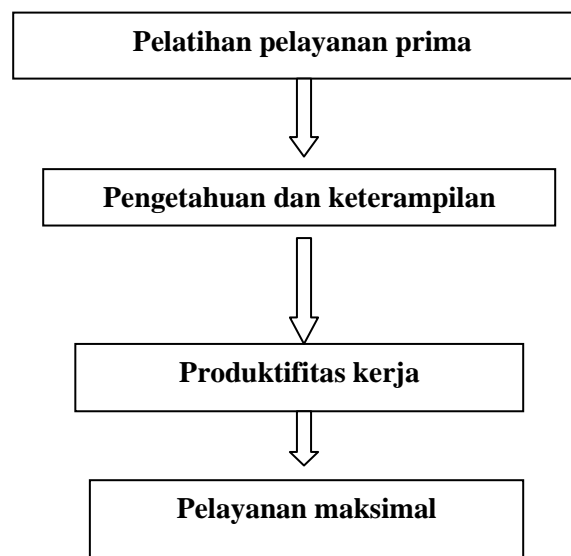 Pelatihan pelayanan prima
Pengetahuan dan keterampilan
Produktifitas kerja
Pelayanan maksimal